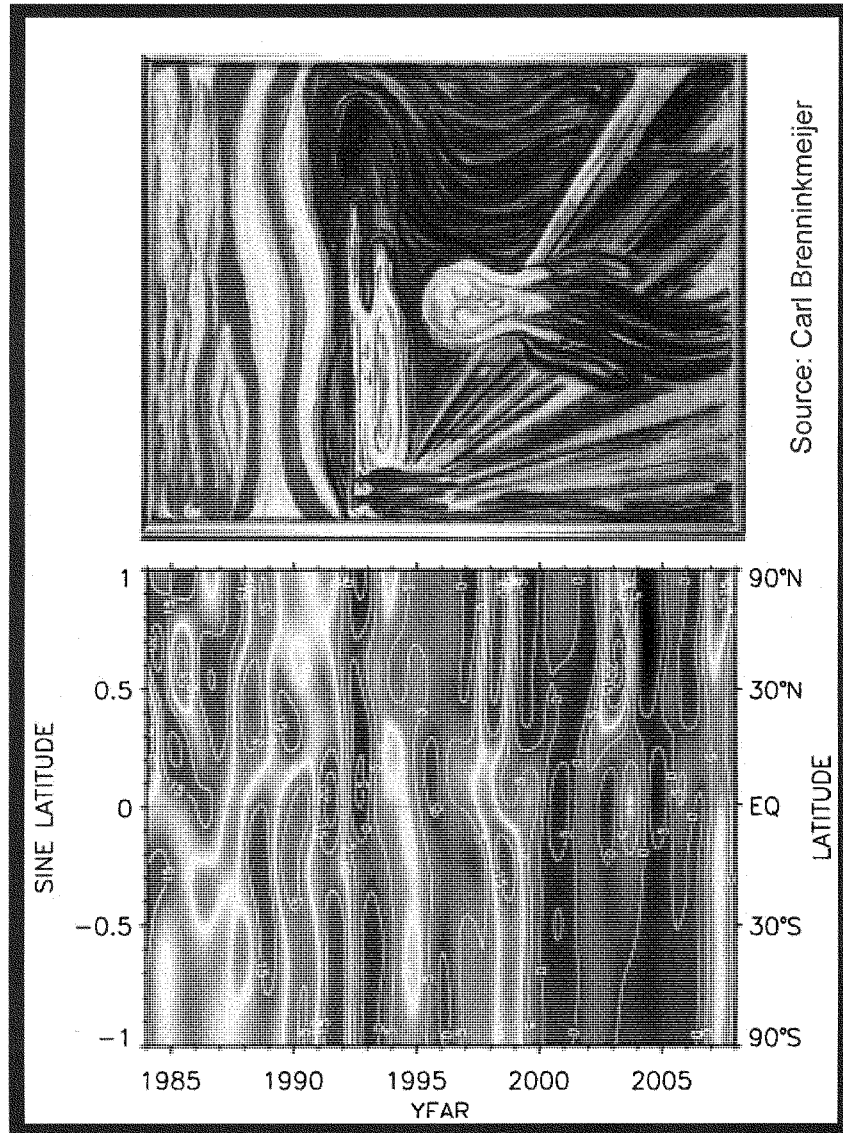 Source: Carl Brenninkmeijer
1
0.5
0
−0.5
−1
SINE LATITUDE
90°N
30°N
EQ
30°S
90°S
LATITUDE
1985 1990 1995 2000 2005
YEAR